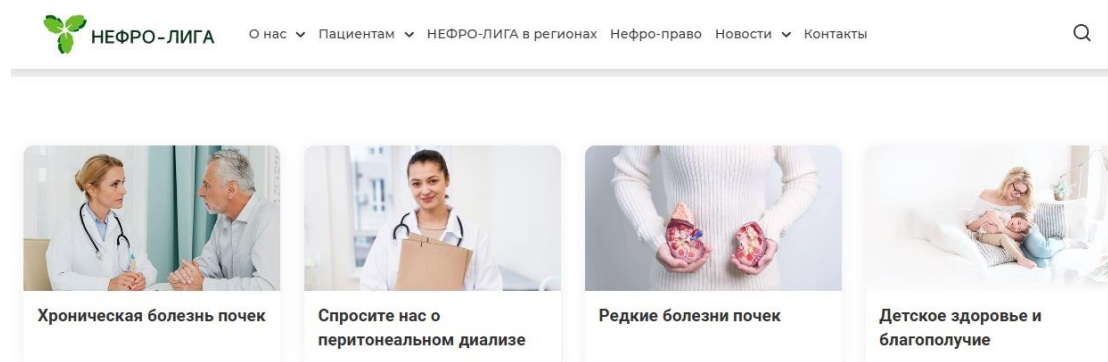 НЕФРО-ЛИГА О нас Пациентам НЕФРО-ЛИГА в регионах Нефро-право Новости Контакты
Хроническая болезнь почек
Спросите нас о
перитонеальном диализе
Редкие болезни почек
Детское здоровье и
благополучие